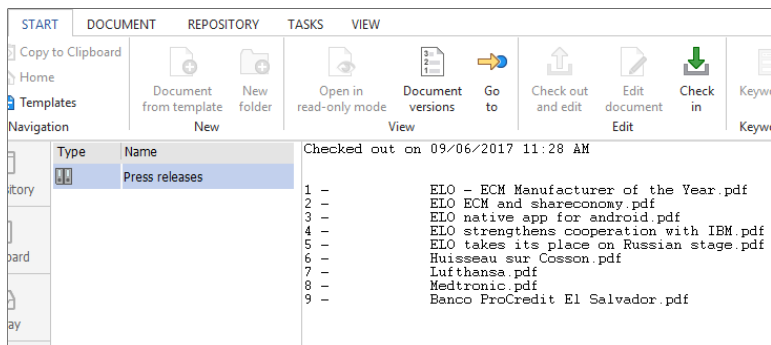 START DOCUMENT REPOSITORY TASKS VIEW
Copy to Clipboard
Home
Templates
Navigation
Document
from template
New
folder
New
Open in
read-only mode
3
2
1
Document
versions
Go
to
View
Check out
and edit
Edit
document
Check
in
Edit
Keyw
Keyw
sitory
oard
ay
Type Name
Press releases
Checked out on 09/06/2017 11:28 AM
1 - ELO - ECM Manufacturer of the Year.pdf
2 - ELO ECM and shareconomy.pdf
3 - ELO native app for android.pdf
4 - ELO strengthens cooperation with IBM.pdf
5 - ELO takes its place on Russian stage.pdf
6 - Huisseau sur Cosson.pdf
7 - Lufthansa.pdf
8 - Medtronic.pdf
9 - Banco ProCredit El Salvador.pdf